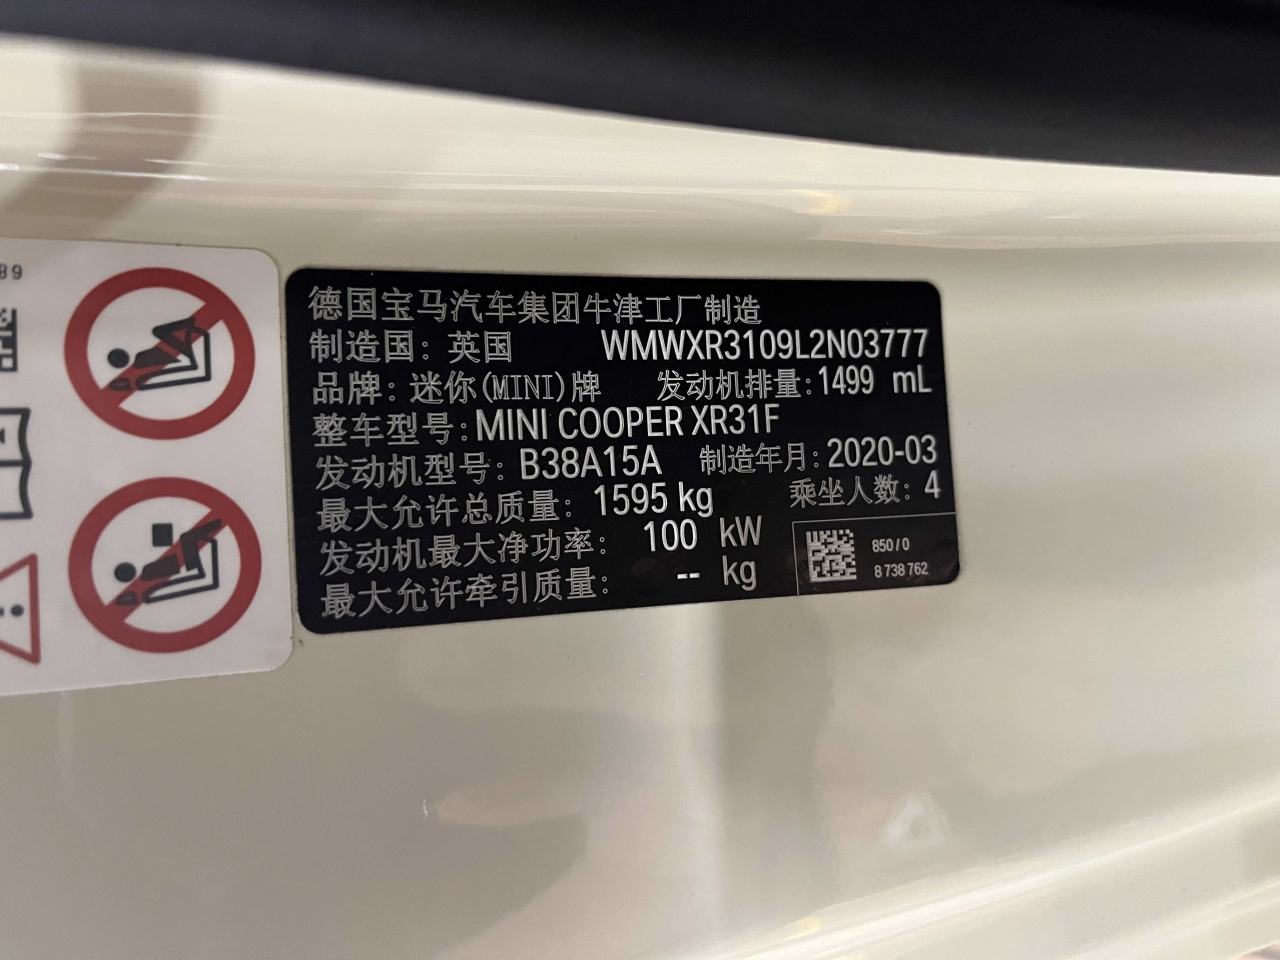 89
德国宝马汽车集团牛津工厂制造
制造国: 英国 WMWXR3109L2N03777
品牌: 迷你(MINI)牌 发动机排量:1499 mL
整车型号:MINI COOPER XR31F
发动机型号: B38A15A 制造年月:2020-03
最大允许总质量: 1595 kg 乘坐人数: 4
发动机最大净功率: 100 kW
最大允许牵引质量: -- kg
850/0
8 738 762